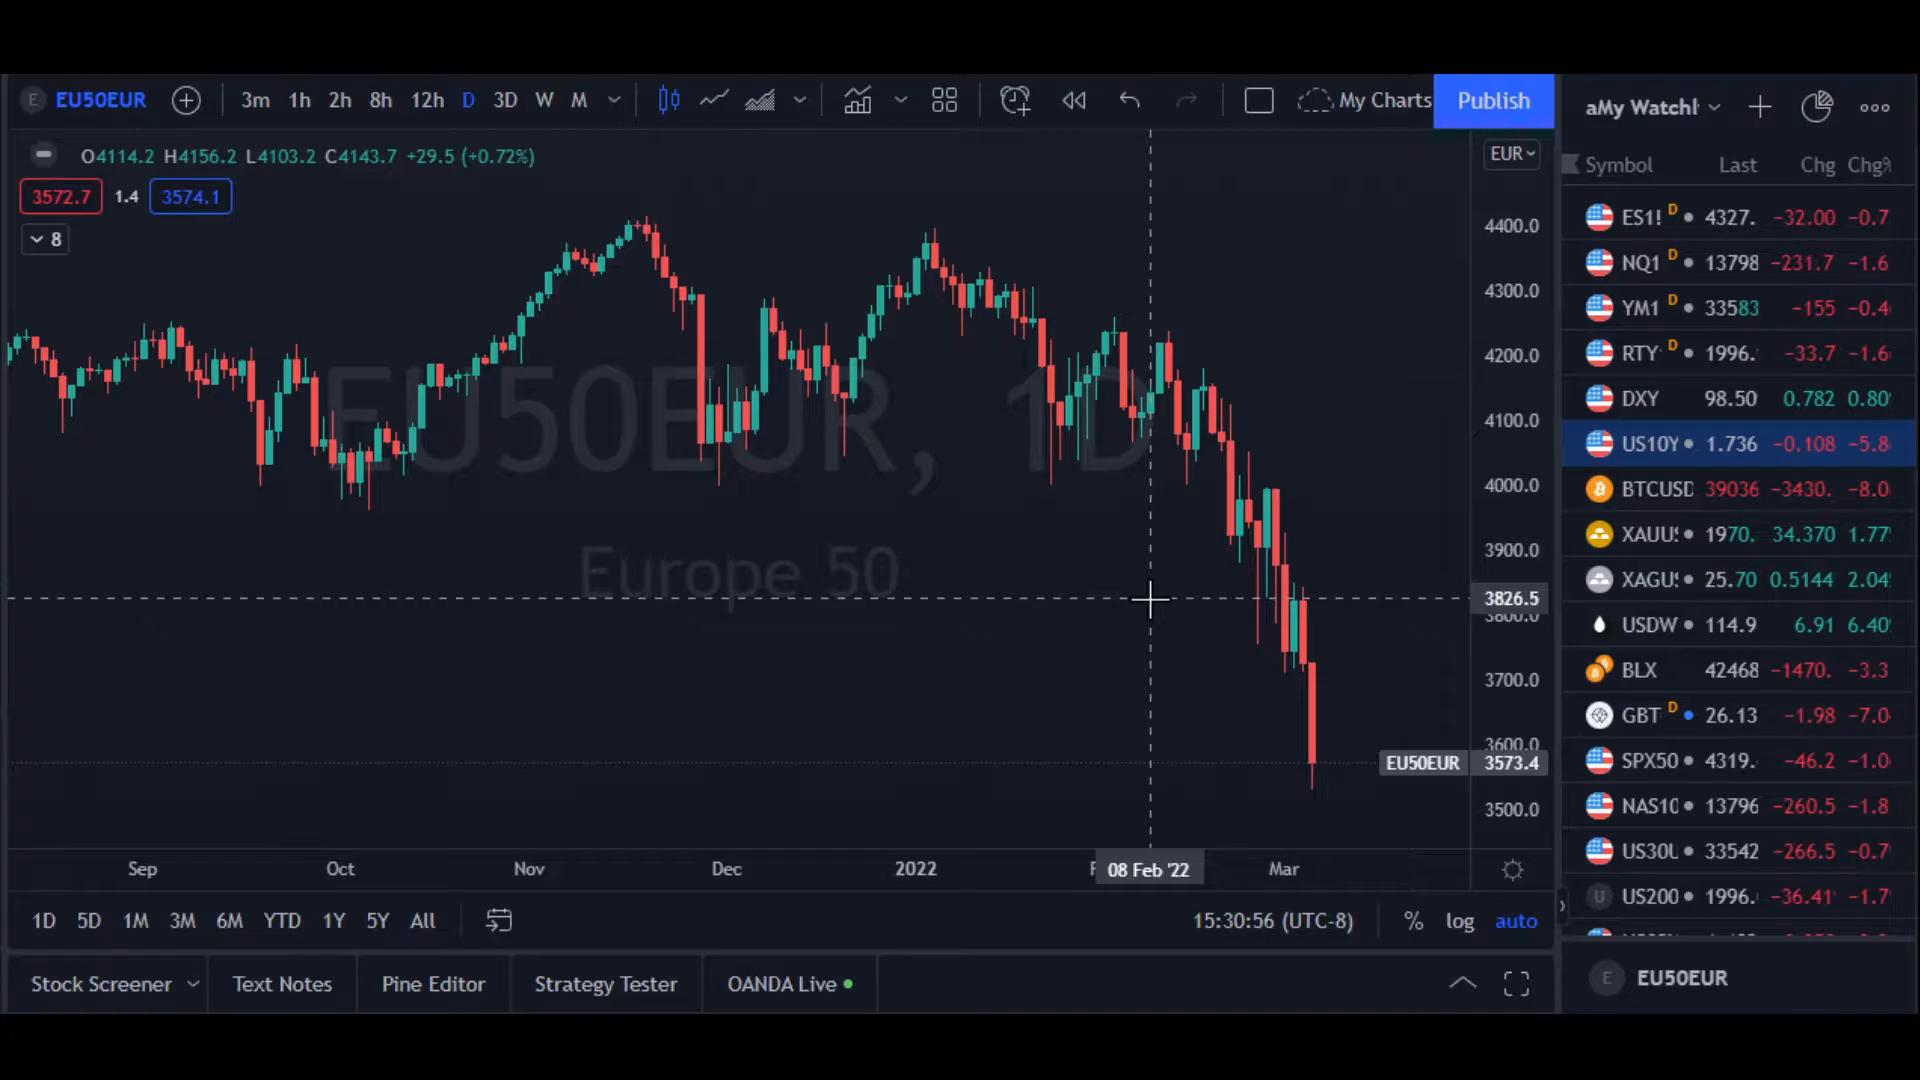 E EU50EUR 3m 1h 2h 8h 12h D 3D W M My Charts Publish
O4114.2 H4156.2 L4103.2 C4143.7 +29.5 (+0.72%)
3572.7 1.4 3574.1
8
EUR
4400.0
4300.0
4200.0
4100.0
4000.0
3900.0
3826.5
3800.0
3700.0
3600.0
EU50EUR 3573.4
3500.0
EU50EUR, 1D
Europe 50
Sep Oct Nov Dec 2022 08 Feb '22 Mar
1D 5D 1M 3M 6M YTD 1Y 5Y All 15:30:56 (UTC-8) % log auto
Stock Screener Text Notes Pine Editor Strategy Tester OANDA Live
aMy Watchl
Symbol Last Chg Chg%
ES1! D 4327. −32.00 −0.7
NQ1 D 13798 −231.7 −1.6
YM1 D 33583 −155 −0.4
RTY D 1996. −33.7 −1.6
DXY 98.50 0.782 0.80
US10Y 1.736 −0.108 −5.8
BTCUSD 39036 −3430. −8.0
XAUU 1970. 34.370 1.77
XAGU 25.70 0.5144 2.04
USDW 114.9 6.91 6.40
BLX 42468 −1470. −3.3
GBT D 26.13 −1.98 −7.0
SPX50 4319. −46.2 −1.0
NAS10 13796 −260.5 −1.8
US30U 33542 −266.5 −0.7
U US200 1996. −36.41 −1.7
E EU50EUR